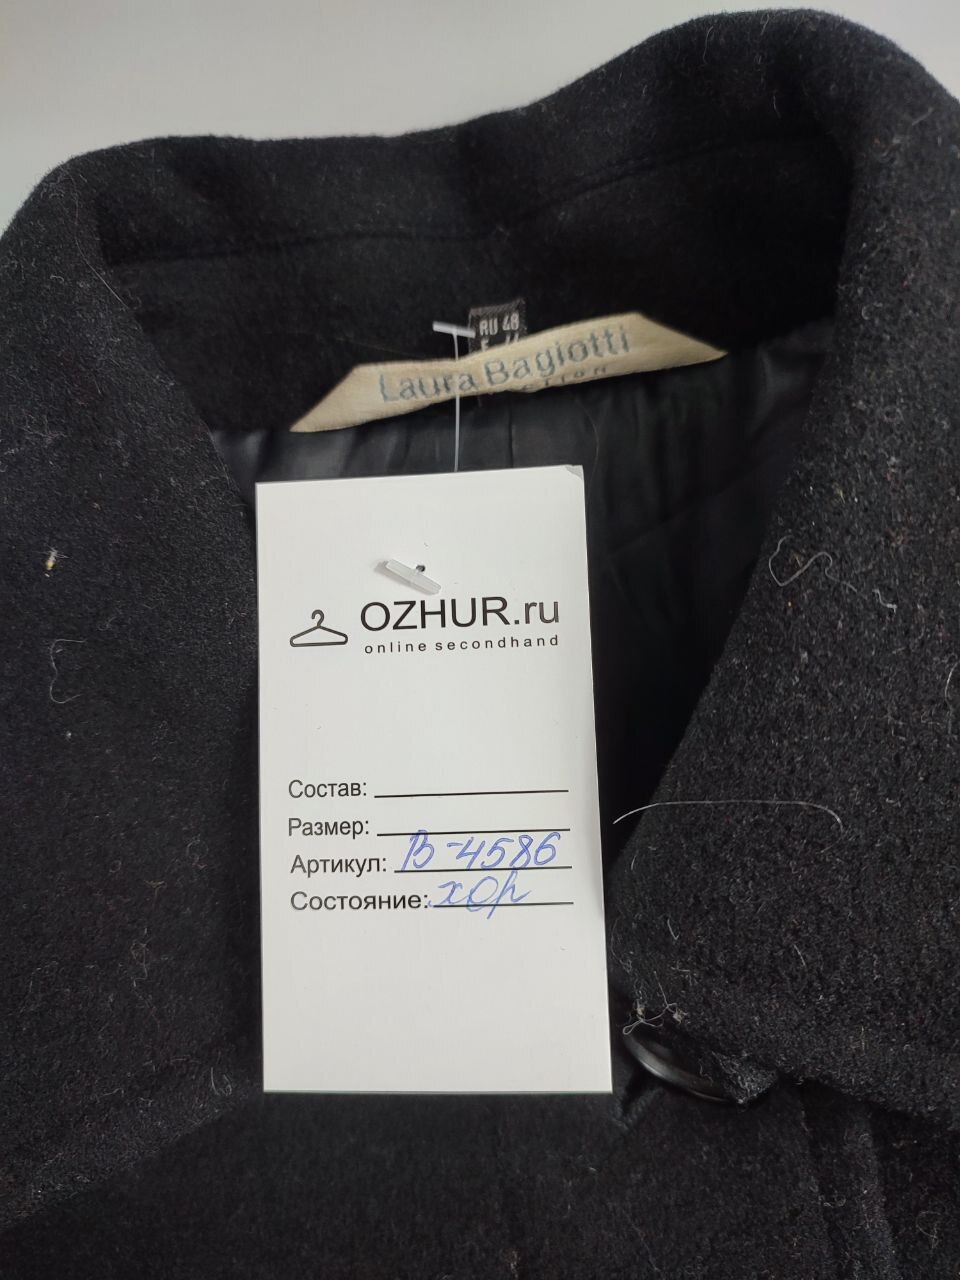 RU 48
Laura Bagiotti
OZHUR.ru
online secondhand
Состав:
Размер:
Артикул: В-4586
Состояние: хор